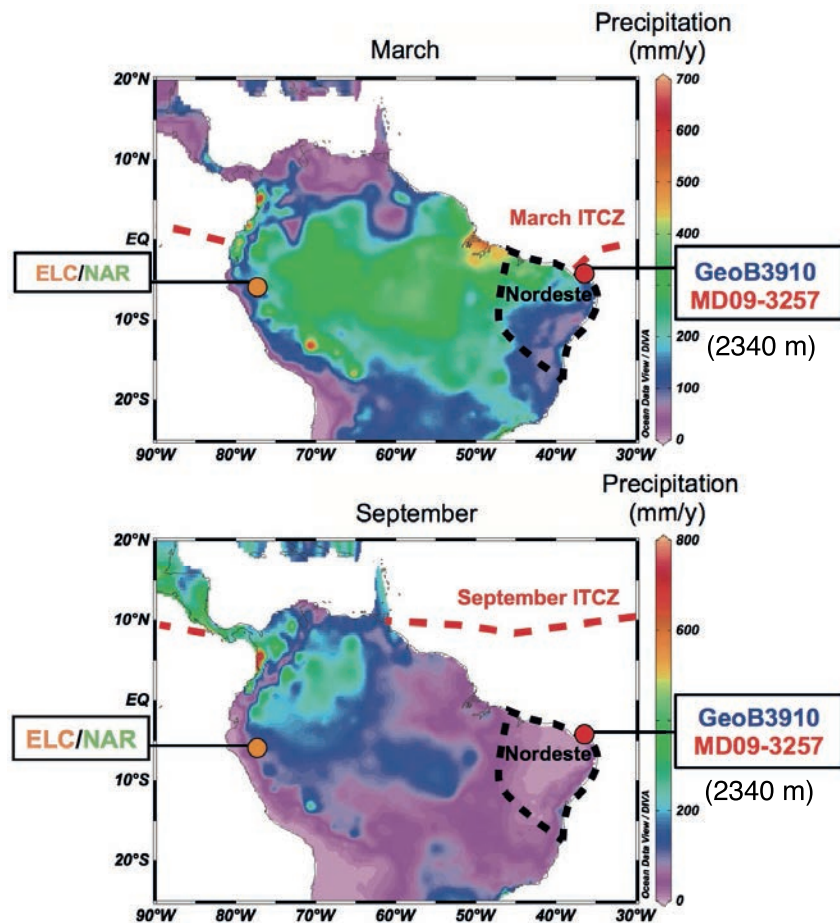 March
Precipitation
(mm/y)
20°N
10°N
EQ
10°S
20°S
90°W 80°W 70°W 60°W 50°W 40°W 30°W
March ITCZ
Nordeste
ELC/NAR
GeoB3910
MD09-3257
(2340 m)
Ocean Data View / DIVA
700
600
500
400
200
100
0
September
Precipitation
(mm/y)
20°N
10°N
EQ
10°S
20°S
90°W 80°W 70°W 60°W 50°W 40°W 30°W
September ITCZ
Nordeste
ELC/NAR
GeoB3910
MD09-3257
(2340 m)
Ocean Data View / DIVA
800
600
200
0